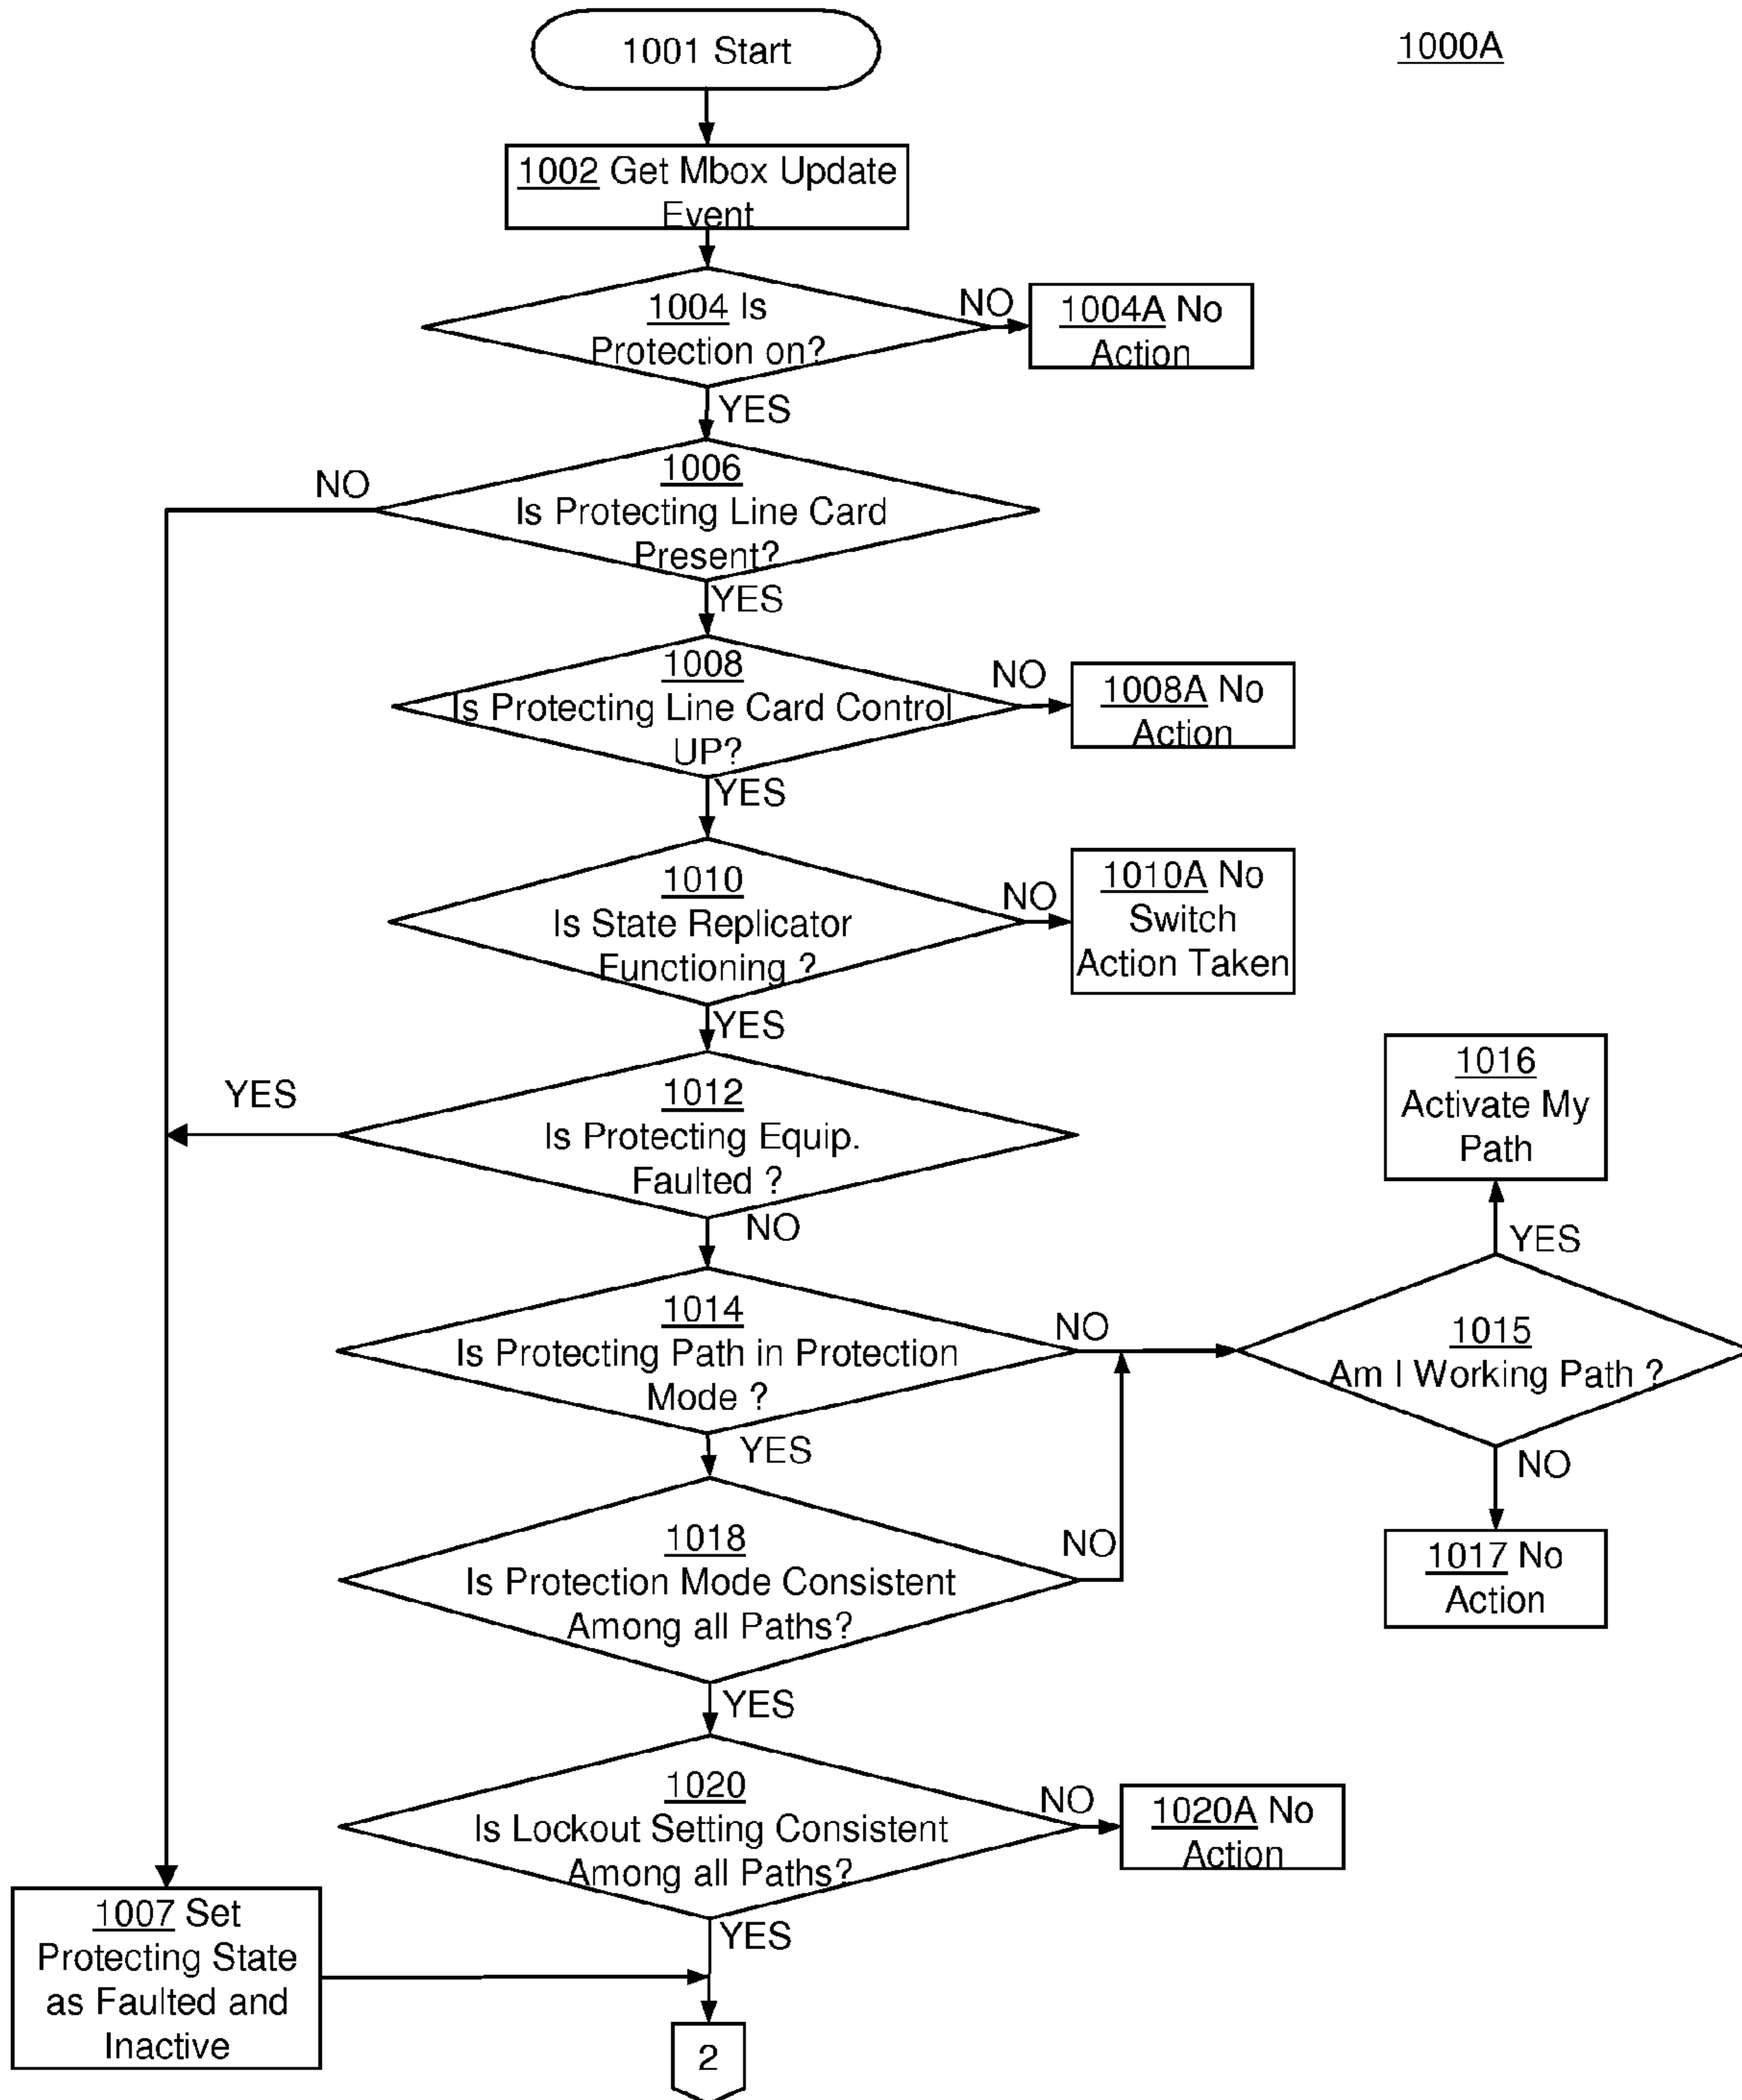 1001 Start
1000A
1002 Get Mbox Update
Event
1004 Is
Protection on?
NO
1004A No
Action
YES
1006
Is Protecting Line Card
Present?
NO
YES
1008
Is Protecting Line Card Control
UP?
NO
1008A No
Action
YES
1010
Is State Replicator
Functioning ?
NO
1010A No
Switch
Action Taken
YES
1012
Is Protecting Equip.
Faulted ?
YES
NO
1014
Is Protecting Path in Protection
Mode ?
NO
1015
Am I Working Path ?
YES
1016
Activate My
Path
NO
1017 No
Action
YES
1018
Is Protection Mode Consistent
Among all Paths?
NO
YES
1020
Is Lockout Setting Consistent
Among all Paths?
NO
1020A No
Action
YES
1007 Set
Protecting State
as Faulted and
Inactive
2